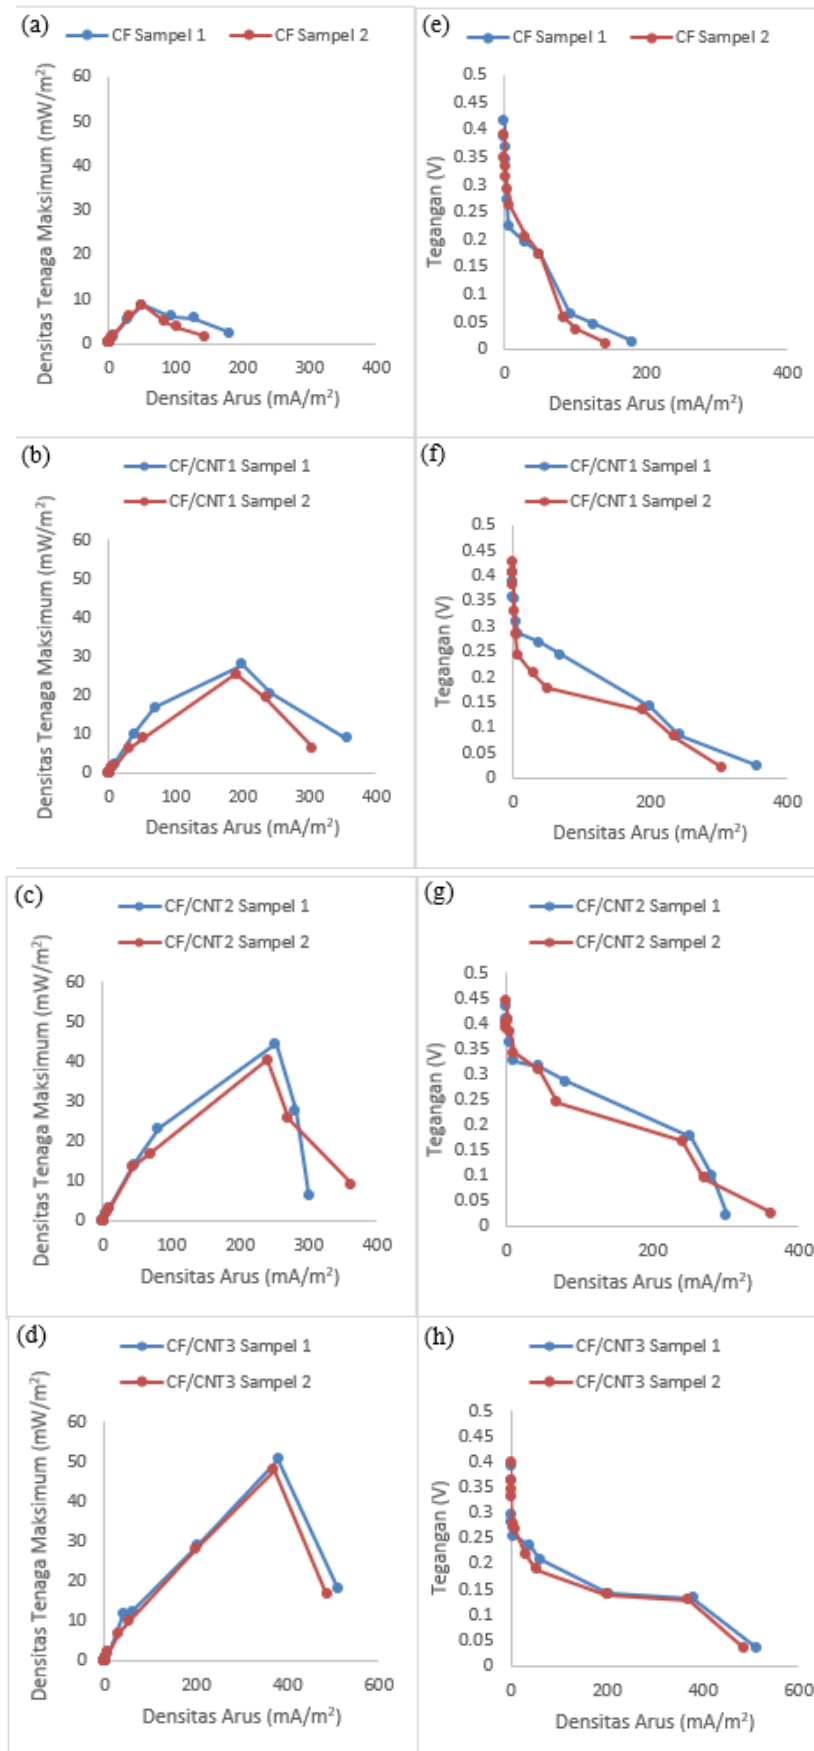 (a)
CF Sampel 1 CF Sampel 2
Densitas Tenaga Maksimum (mW/m²)
60
50
40
30
20
10
0
0 100 200 300 400
Densitas Arus (mA/m²)
(e)
CF Sampel 1 CF Sampel 2
Tegangan (V)
0.5
0.45
0.4
0.35
0.3
0.25
0.2
0.15
0.1
0.05
0
0 200 400
Densitas Arus (mA/m²)
(b)
CF/CNT1 Sampel 1
CF/CNT1 Sampel 2
Densitas Tenaga Maksimum (mW/m²)
60
50
40
30
20
10
0
0 100 200 300 400
Densitas Arus (mA/m²)
(f)
CF/CNT1 Sampel 1
CF/CNT1 Sampel 2
Tegangan (V)
0.5
0.45
0.4
0.35
0.3
0.25
0.2
0.15
0.1
0.05
0
0 200 400
Densitas Arus (mA/m²)
(c)
CF/CNT2 Sampel 1
CF/CNT2 Sampel 2
Densitas Tenaga Maksimum (mW/m²)
60
50
40
30
20
10
0
0 100 200 300 400
Densitas Arus (mA/m²)
(g)
CF/CNT2 Sampel 1
CF/CNT2 Sampel 2
Tegangan (V)
0.5
0.45
0.4
0.35
0.3
0.25
0.2
0.15
0.1
0.05
0
0 200 400
Densitas Arus (mA/m²)
(d)
CF/CNT3 Sampel 1
CF/CNT3 Sampel 2
Densitas Tenaga Maksimum (mW/m²)
60
50
40
30
20
10
0
0 200 400 600
Densitas Arus (mA/m²)
(h)
CF/CNT3 Sampel 1
CF/CNT3 Sampel 2
Tegangan (V)
0.5
0.45
0.4
0.35
0.3
0.25
0.2
0.15
0.1
0.05
0
0 200 400 600
Densitas Arus (mA/m²)